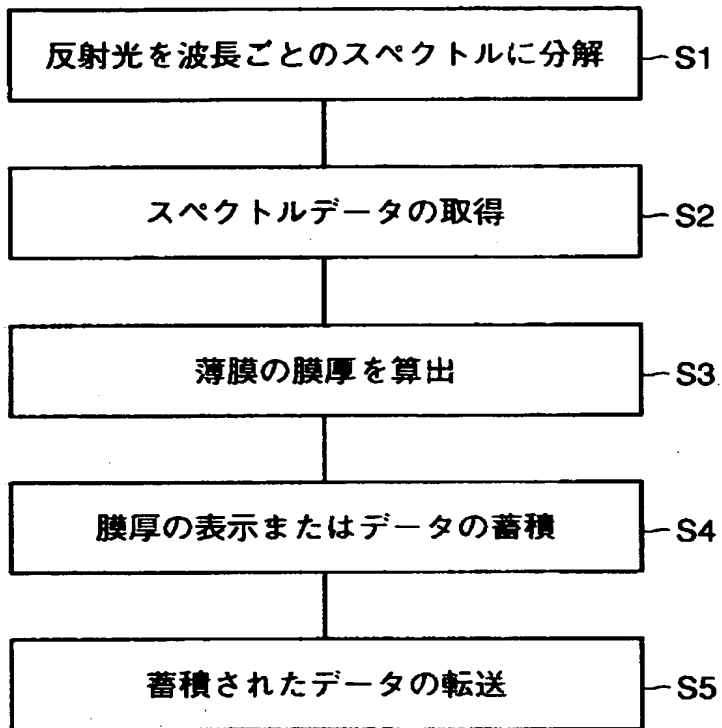 反射光を波長ごとのスペクトルに分解 S1
スペクトルデータの取得 S2
薄膜の膜厚を算出 S3
膜厚の表示またはデータの蓄積 S4
蓄積されたデータの転送 S5